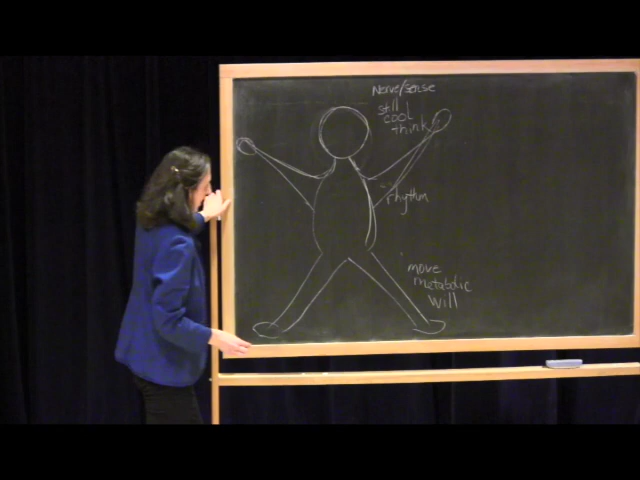 Nerve/sense
still
cool
think
rhythm
move
metabolic
will